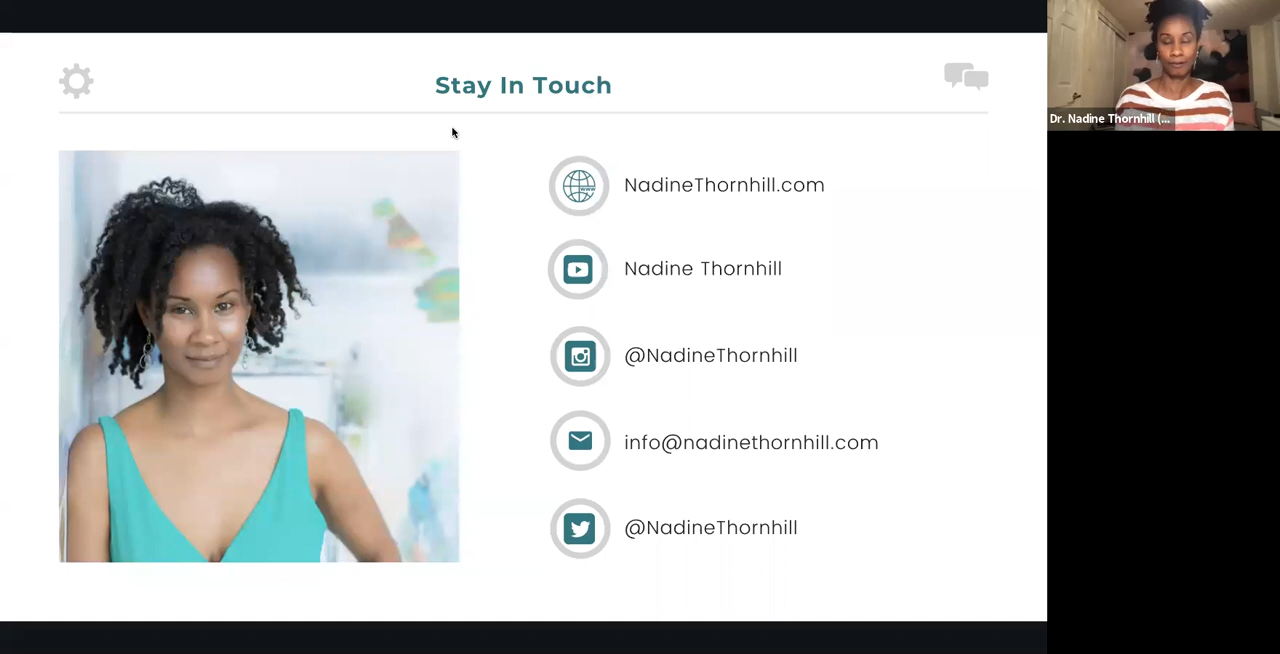 Stay In Touch
NadineThornhill.com
Nadine Thornhill
@NadineThornhill
info@nadinethornhill.com
@NadineThornhill
Dr. Nadine Thornhill (...